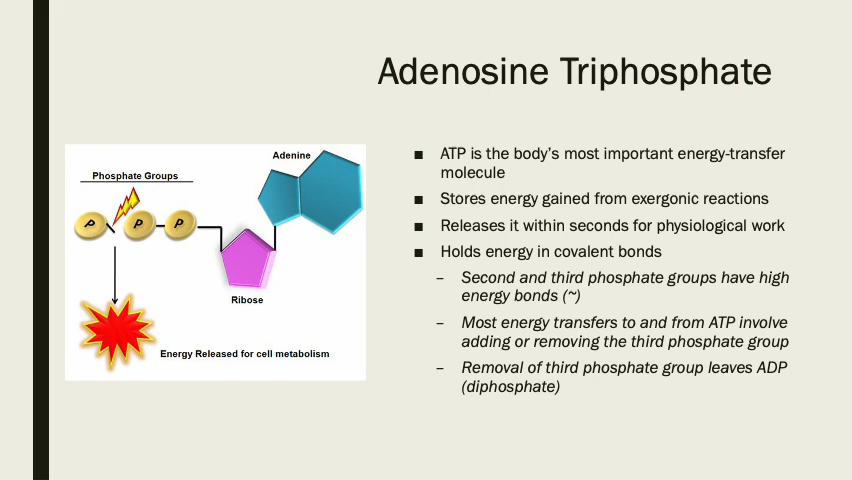 Adenosine Triphosphate
Adenine
Phosphate Groups
P P P
Ribose
Energy Released for cell metabolism
■ ATP is the body’s most important energy-transfer
molecule
■ Stores energy gained from exergonic reactions
■ Releases it within seconds for physiological work
■ Holds energy in covalent bonds
– Second and third phosphate groups have high
energy bonds (~)
– Most energy transfers to and from ATP involve
adding or removing the third phosphate group
– Removal of third phosphate group leaves ADP
(diphosphate)